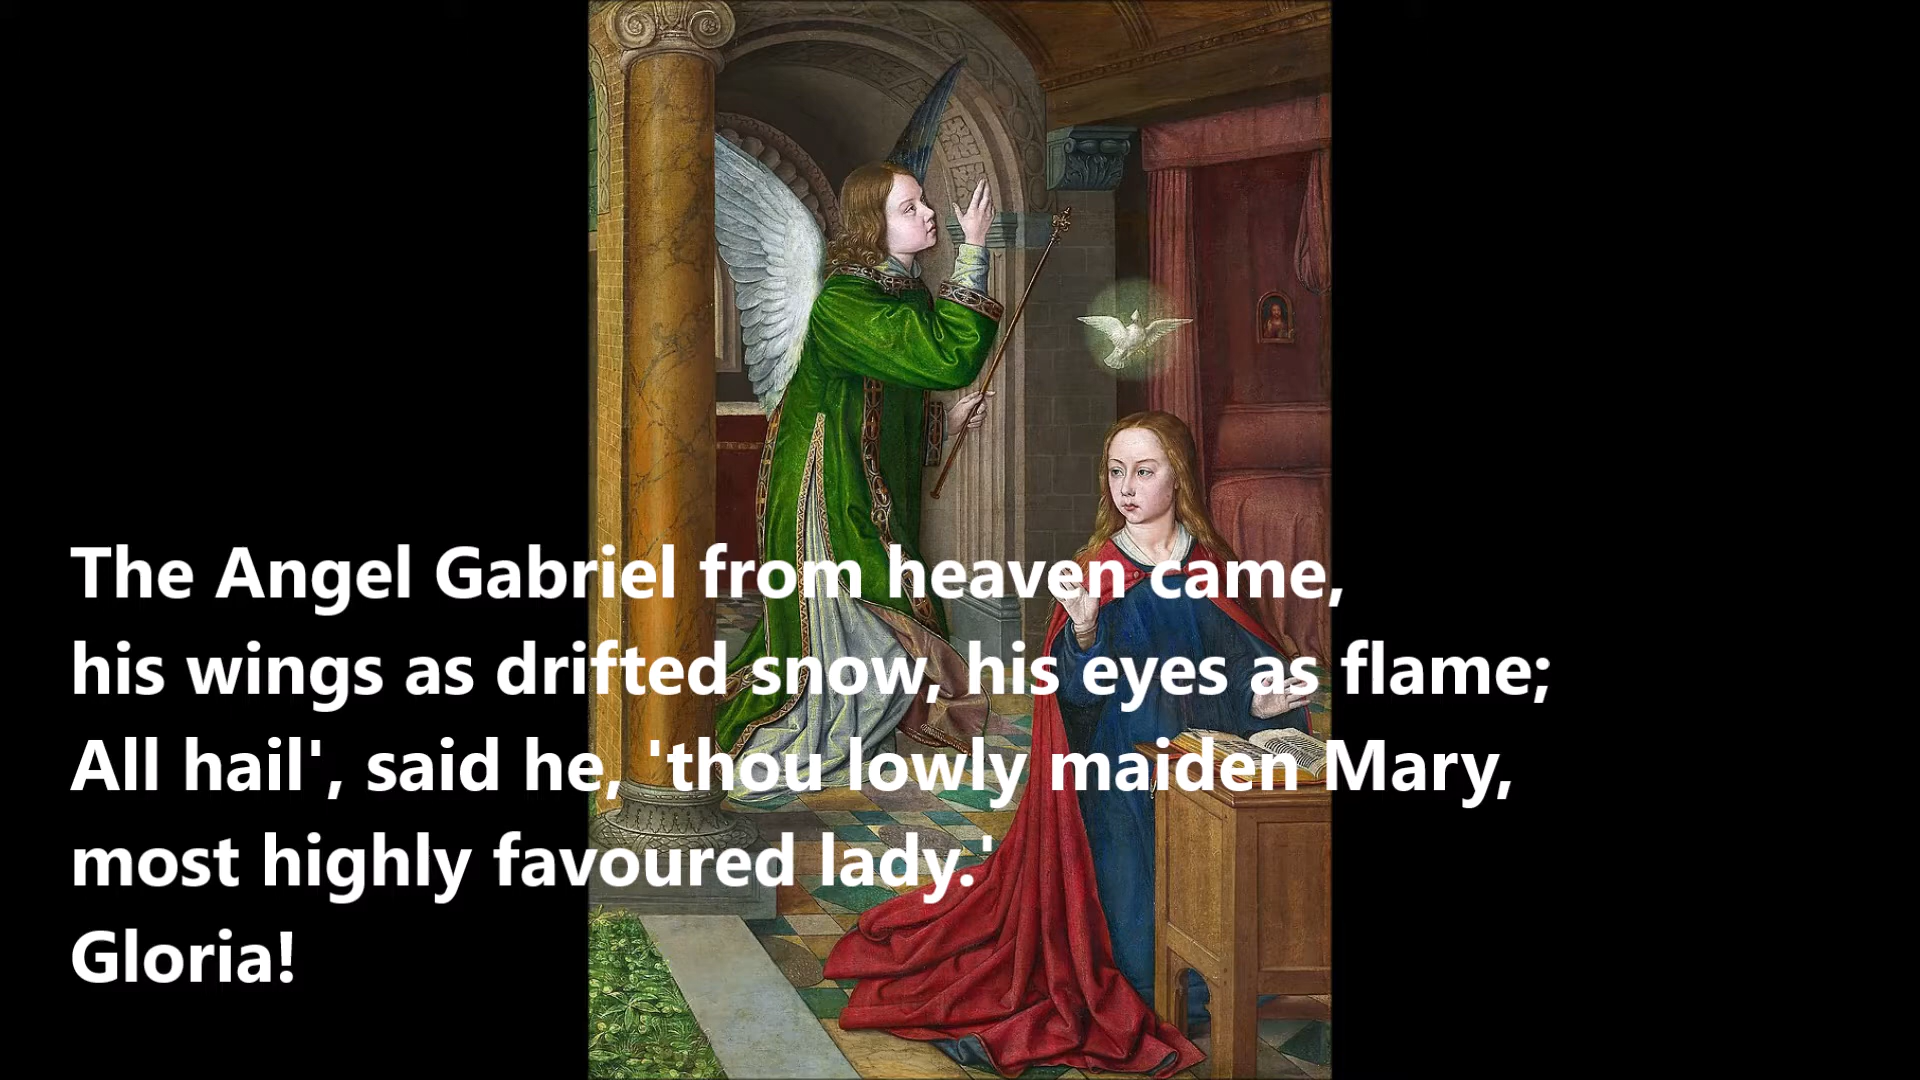 The Angel Gabriel from heaven came,
his wings as drifted snow, his eyes as flame;
All hail', said he, 'thou lowly maiden Mary,
most highly favoured lady.'
Gloria!